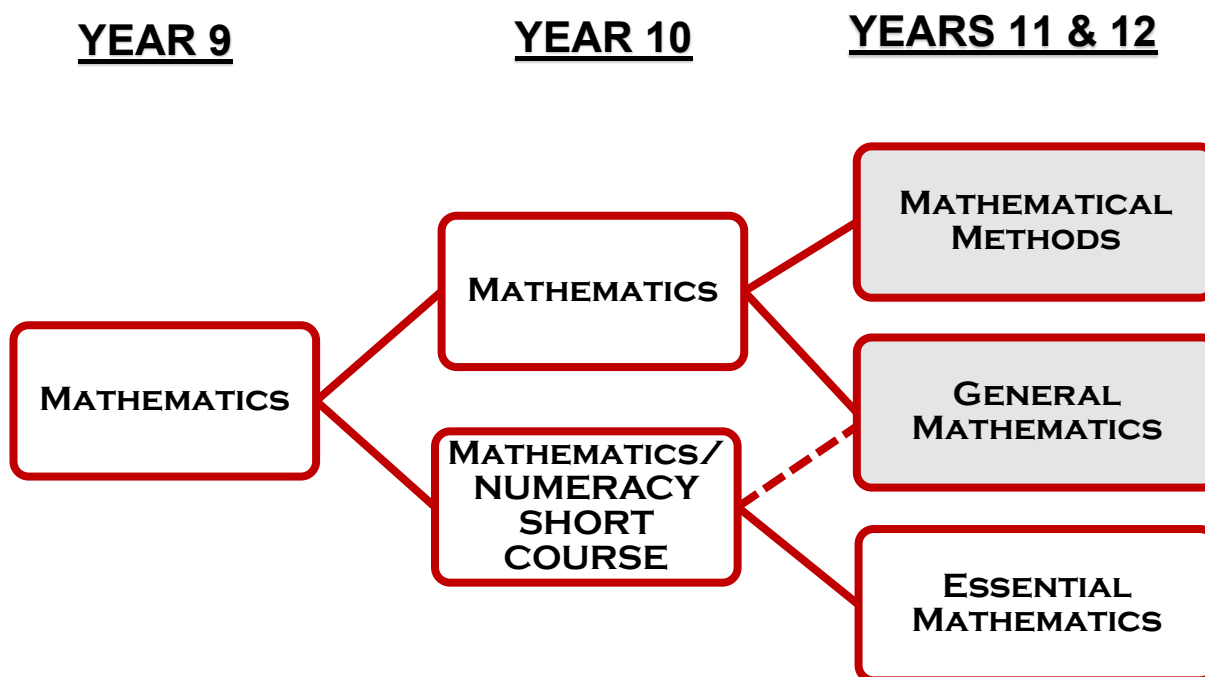 YEAR 9
YEAR 10
YEARS 11 & 12
MATHEMATICS
MATHEMATICS
MATHEMATICS/
NUMERACY
SHORT
COURSE
MATHEMATICAL
METHODS
GENERAL
MATHEMATICS
ESSENTIAL
MATHEMATICS